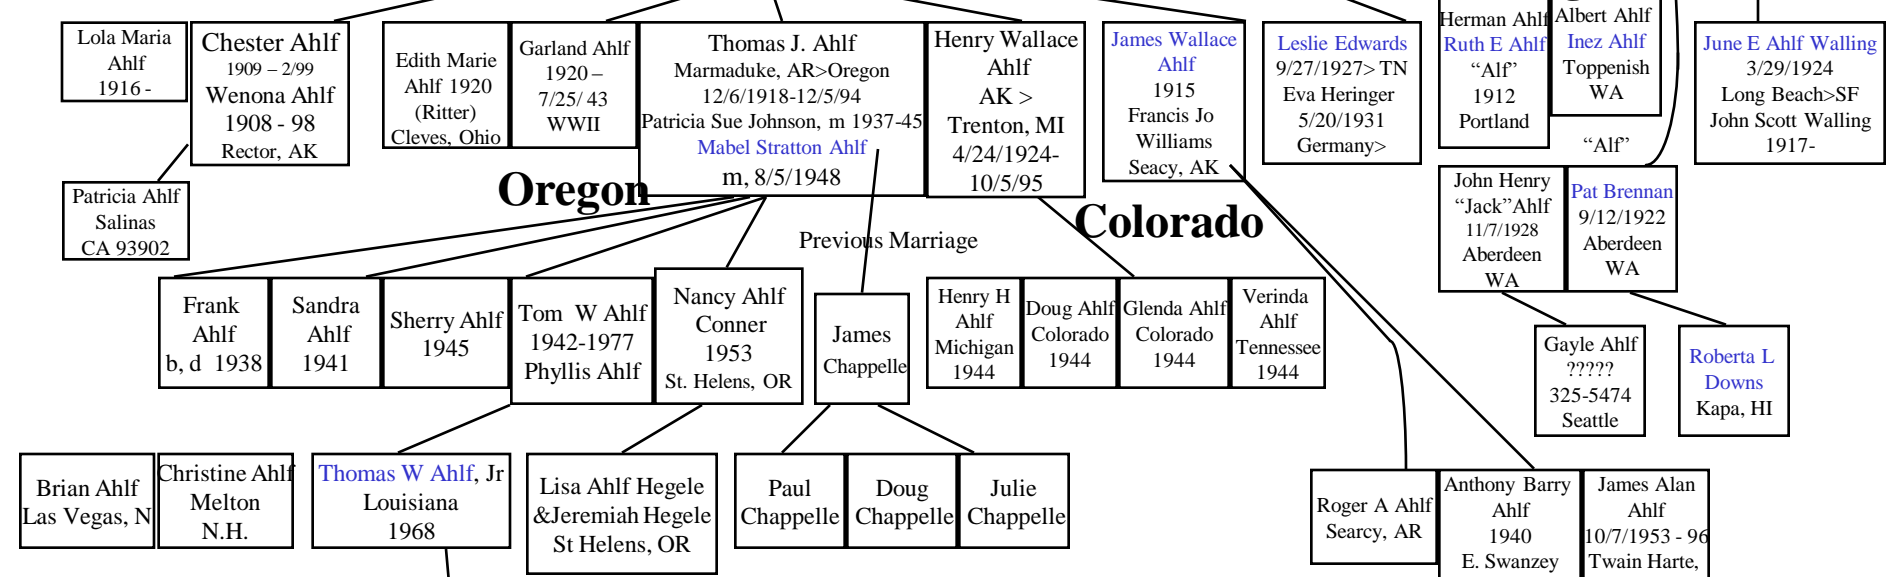 Lola Maria
Ahlf
1916 -
Chester Ahlf
1909 – 2/99
Wenona Ahlf
1908 - 98
Rector, AK
Edith Marie
Ahlf 1920
(Ritter)
Cleves, Ohio
Garland Ahlf
1920 –
7/25/ 43
WWII
Thomas J. Ahlf
Marmaduke, AR>Oregon
12/6/1918-12/5/94
Patricia Sue Johnson, m 1937-45
Mabel Stratton Ahlf
m, 8/5/1948
Henry Wallace
Ahlf
AK >
Trenton, MI
4/24/1924-
10/5/95
James Wallace
Ahlf
1915
Francis Jo
Williams
Seacy, AK
Leslie Edwards
9/27/1927> TN
Eva Heringer
5/20/1931
Germany>
Herman Ahlf
Ruth E Ahlf
“Alf”
1912
Portland
Albert Ahlf
Inez Ahlf
Toppenish
WA
“Alf”
June E Ahlf Walling
3/29/1924
Long Beach>SF
John Scott Walling
1917-
Patricia Ahlf
Salinas
CA 93902
Oregon
Colorado
Previous Marriage
John Henry
“Jack”Ahlf
11/7/1928
Aberdeen
WA
Pat Brennan
9/12/1922
Aberdeen
WA
Frank
Ahlf
b, d 1938
Sandra
Ahlf
1941
Sherry Ahlf
1945
Tom W Ahlf
1942-1977
Phyllis Ahlf
Nancy Ahlf
Conner
1953
St. Helens, OR
James
Chappelle
Henry H
Ahlf
Michigan
1944
Doug Ahlf
Colorado
1944
Glenda Ahlf
Colorado
1944
Verinda
Ahlf
Tennessee
1944
Gayle Ahlf
?????
325-5474
Seattle
Roberta L
Downs
Kapa, HI
Brian Ahlf
Las Vegas, N
Christine Ahlf
Melton
N.H.
Thomas W Ahlf, Jr
Louisiana
1968
Lisa Ahlf Hegele
&Jeremiah Hegele
St Helens, OR
Paul
Chappelle
Doug
Chappelle
Julie
Chappelle
Roger A Ahlf
Searcy, AR
Anthony Barry
Ahlf
1940
E. Swanzey
James Alan
Ahlf
10/7/1953 - 96
Twain Harte,